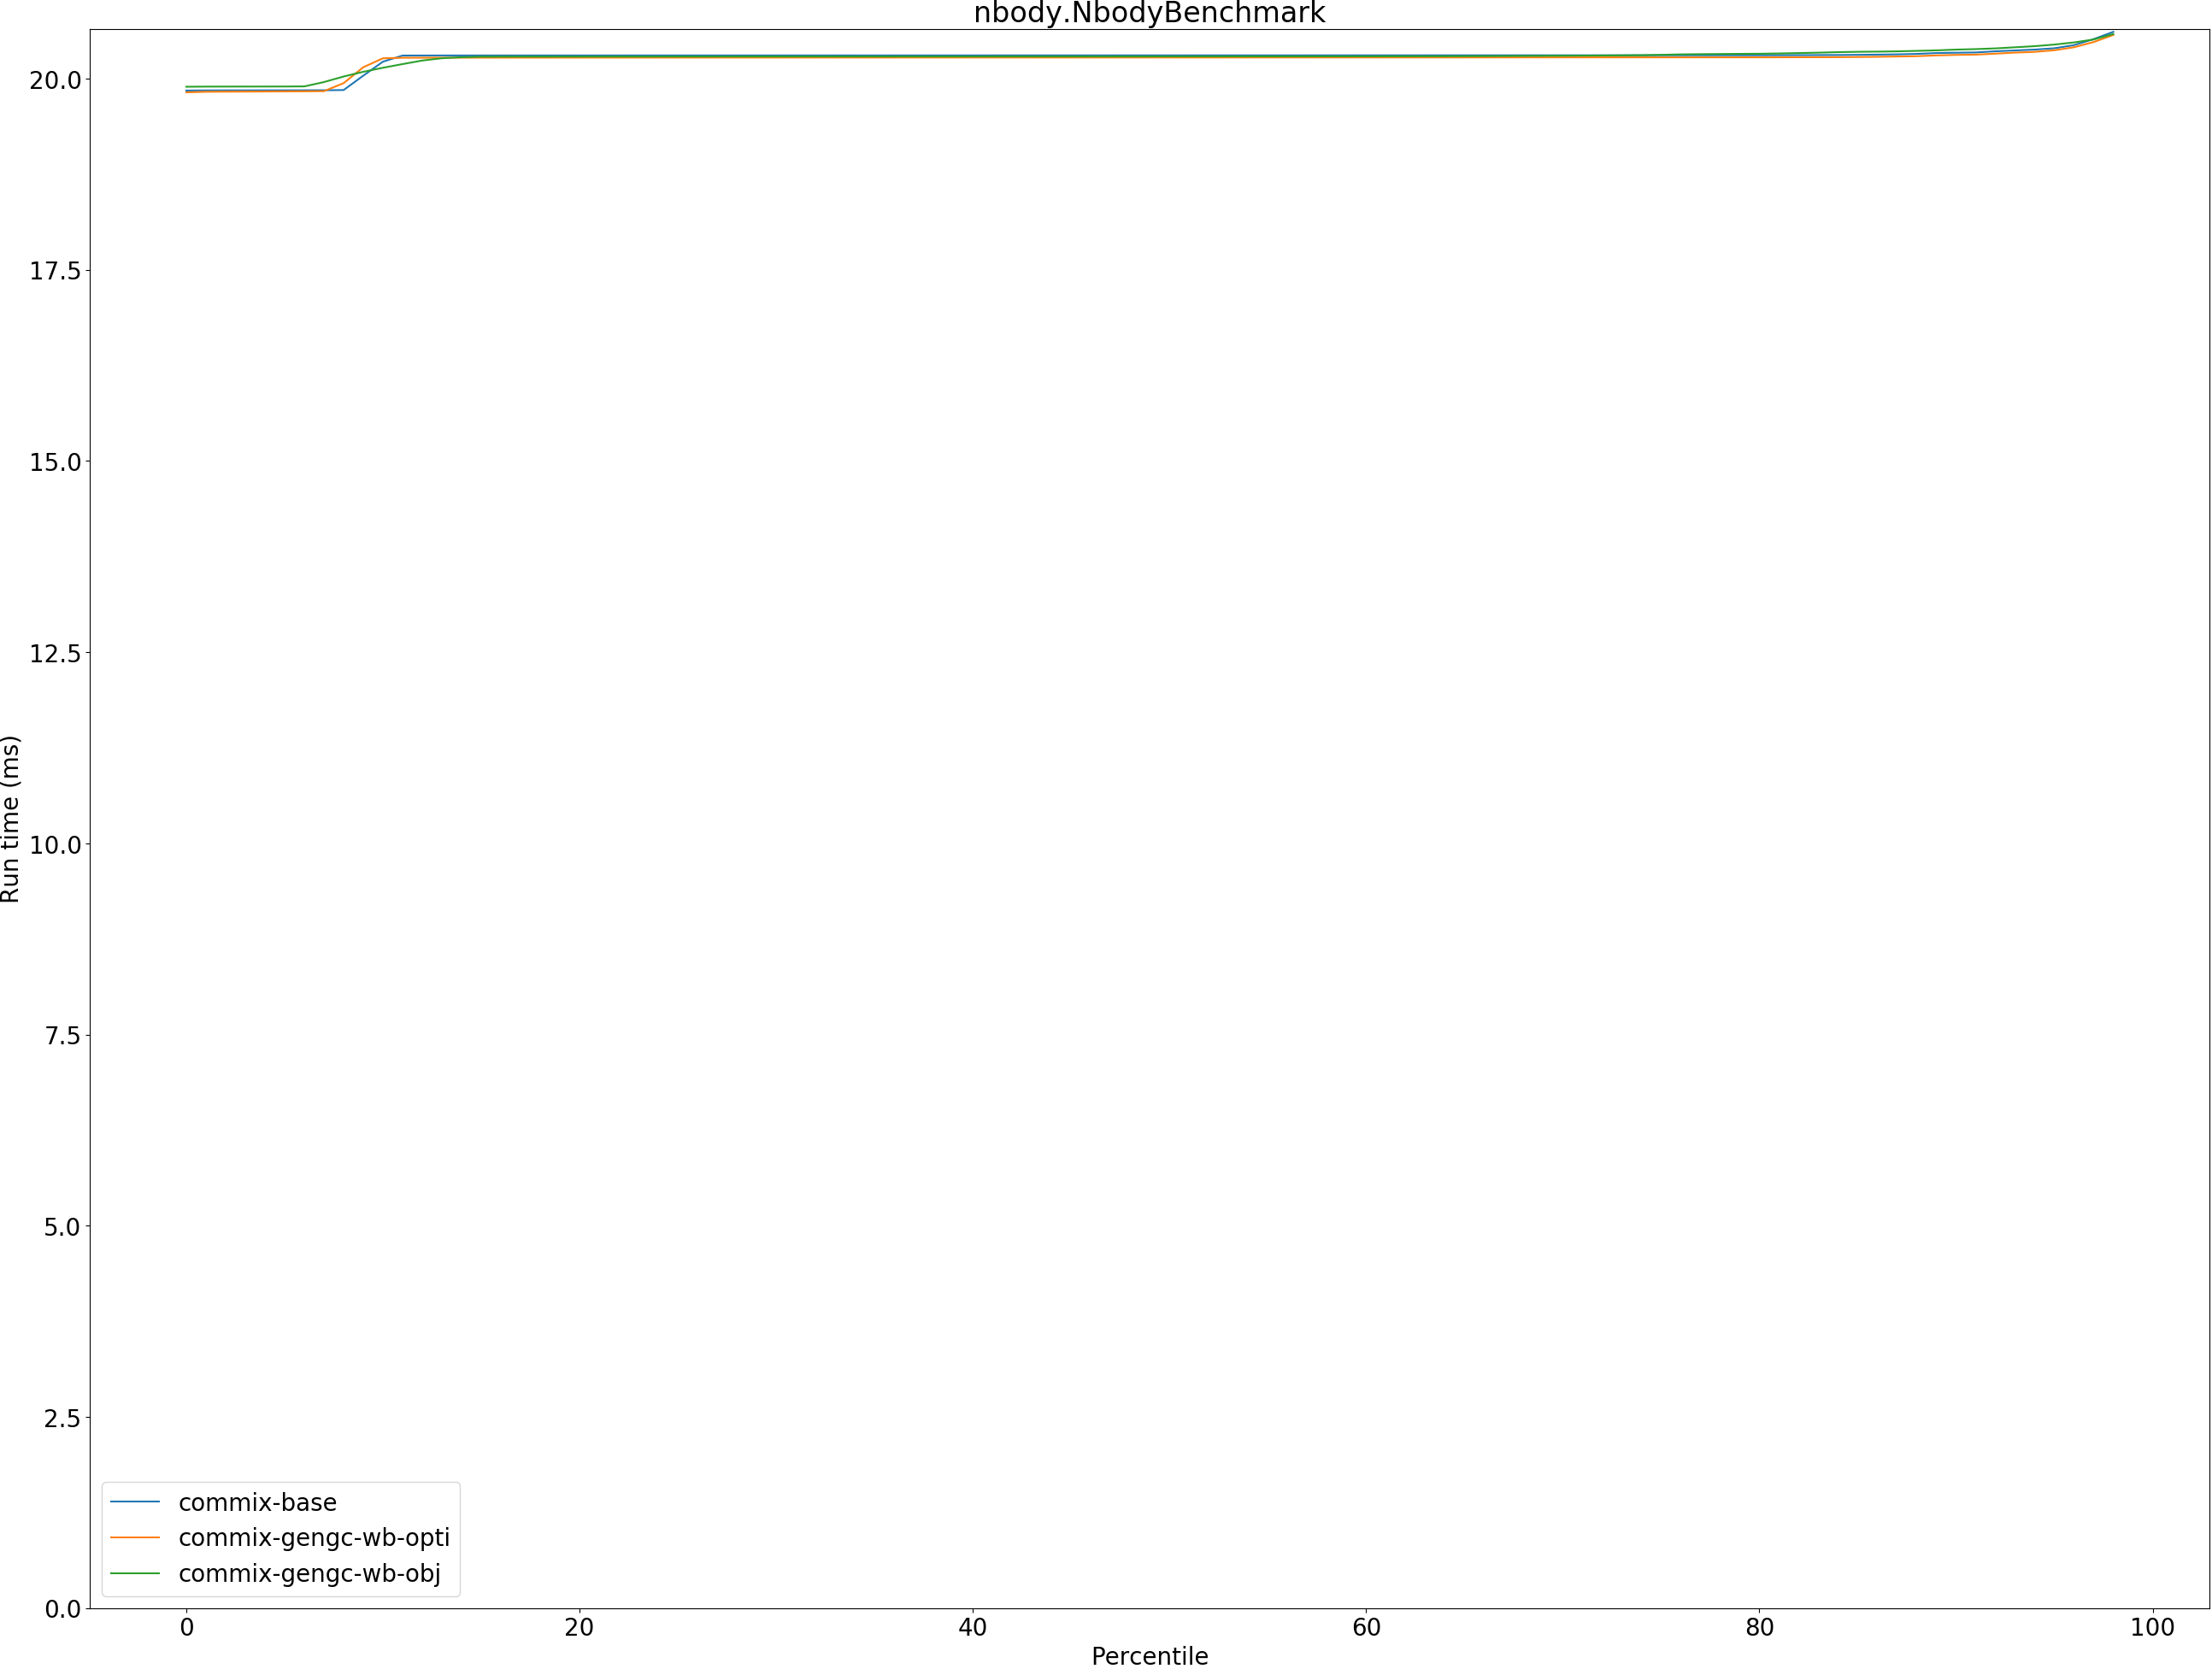 nbody.NbodyBenchmark
Run time (ms)
20.0
17.5
15.0
12.5
10.0
7.5
5.0
2.5
0.0
commix-base
commix-gengc-wb-opti
commix-gengc-wb-obj
0 20 40 60 80 100
Percentile